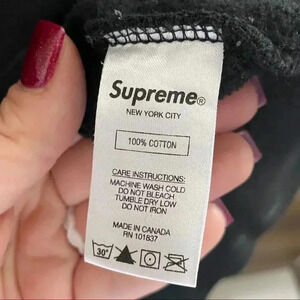 Supreme®
NEW YORK CITY
100% COTTON
CARE INSTRUCTIONS:
MACHINE WASH COLD
DO NOT BLEACH
TUMBLE DRY LOW
DO NOT IRON
MADE IN CANADA
RN 101837
30°